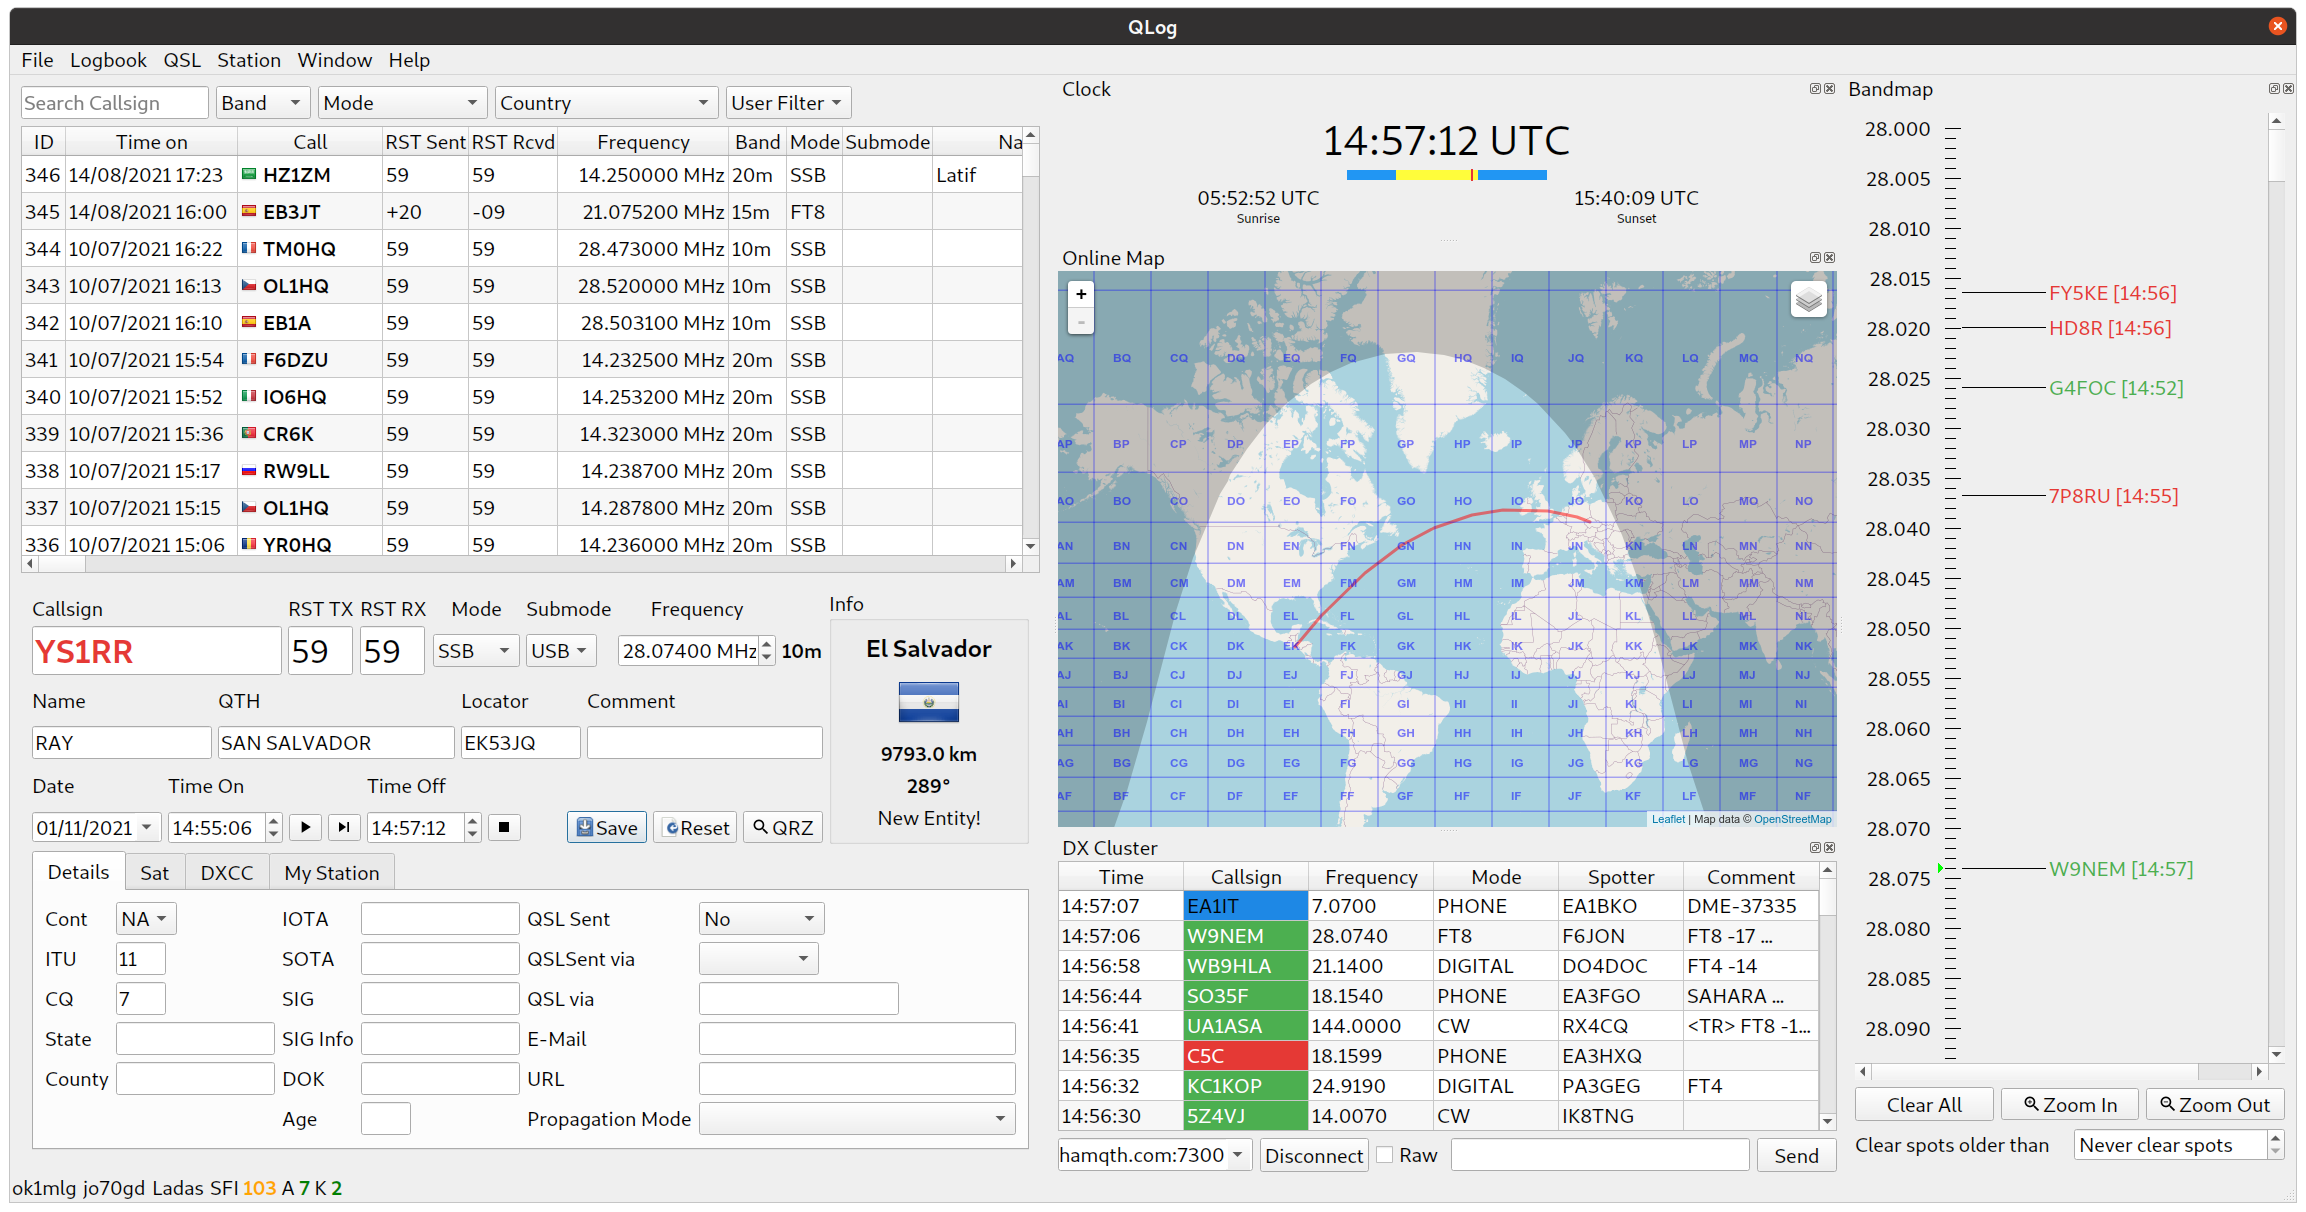 QLog
File Logbook QSL Station Window Help
Search Callsign Band Mode Country User Filter
ID Time on Call RST Sent RST Rcvd Frequency Band Mode Submode Na
346 14/08/2021 17:23 HZ1ZM 59 59 14.250000 MHz 20m SSB Latif
345 14/08/2021 16:00 EB3JT +20 -09 21.075200 MHz 15m FT8
344 10/07/2021 16:22 TM0HQ 59 59 28.473000 MHz 10m SSB
343 10/07/2021 16:13 OL1HQ 59 59 28.520000 MHz 10m SSB
342 10/07/2021 16:10 EB1A 59 59 28.503100 MHz 10m SSB
341 10/07/2021 15:54 F6DZU 59 59 14.232500 MHz 20m SSB
340 10/07/2021 15:52 IO6HQ 59 59 14.253200 MHz 20m SSB
339 10/07/2021 15:36 CR6K 59 59 14.323000 MHz 20m SSB
338 10/07/2021 15:17 RW9LL 59 59 14.238700 MHz 20m SSB
337 10/07/2021 15:15 OL1HQ 59 59 14.287800 MHz 20m SSB
336 10/07/2021 15:06 YR0HQ 59 59 14.236000 MHz 20m SSB
Callsign RST TX RST RX Mode Submode Frequency
YS1RR 59 59 SSB USB 28.07400 MHz 10m
Name QTH Locator Comment
RAY SAN SALVADOR EK53JQ
Date Time On Time Off
01/11/2021 14:55:06 14:57:12 Save Reset QRZ
Info
El Salvador
9793.0 km
289°
New Entity!
Details Sat DXCC My Station
Cont NA IOTA QSL Sent No
ITU 11 SOTA QSLSent via
CQ 7 SIG QSL via
State SIG Info E-Mail
County DOK URL
Age Propagation Mode
ok1mlg jo70gd Ladas SFI 103 A 7 K 2
Clock
14:57:12 UTC
05:52:52 UTC 15:40:09 UTC
Sunrise Sunset
Online Map
+
-
AQ BQ CQ DQ EQ FQ GQ HQ IQ JQ KQ LQ MQ NQ
AP BP CP DP EP FP GP HP IP JP KP LP MP NP
AO BO CO DO EO FO GO HO IO JO KO LO MO NO
AN BN CN DN EN FN GN HN IN JN KN LN MN NN
AM BM CM DM EM FM GM HM IM JM KM LM MM NM
AL BL CL DL EL FL GL HL IL JL KL LL ML NL
AK BK CK DK EK FK GK HK IK JK KK LK MK NK
AJ BJ CJ DJ EJ FJ GJ HJ IJ JJ KJ LJ MJ NJ
AI BI CI DI EI FI GI HI II JI KI LI MI NI
AH BH CH DH EH FH GH HH IH JH KH LH MH NH
AG BG CG DG EG FG GG HG IG JG KG LG MG NG
AF BF CF DF EF FF GF HF IF JF KF LF MF NF
Leaflet | Map data © OpenStreetMap
DX Cluster
Time Callsign Frequency Mode Spotter Comment
14:57:07 EA1IT 7.0700 PHONE EA1BKO DME-37335
14:57:06 W9NEM 28.0740 FT8 F6JON FT8 -17 ...
14:56:58 WB9HLA 21.1400 DIGITAL DO4DOC FT4 -14
14:56:44 SO35F 18.1540 PHONE EA3FGO SAHARA ...
14:56:41 UA1ASA 144.0000 CW RX4CQ <TR> FT8 -1...
14:56:35 C5C 18.1599 PHONE EA3HXQ
14:56:32 KC1KOP 24.9190 DIGITAL PA3GEG FT4
14:56:30 5Z4VJ 14.0070 CW IK8TNG
hamqth.com:7300 Disconnect Raw Send
Bandmap
28.000
28.005
28.010
28.015
FY5KE [14:56]
28.020 HD8R [14:56]
28.025
G4FOC [14:52]
28.030
28.035
7P8RU [14:55]
28.040
28.045
28.050
28.055
28.060
28.065
28.070
W9NEM [14:57]
28.075
28.080
28.085
28.090
Clear All Zoom In Zoom Out
Clear spots older than Never clear spots